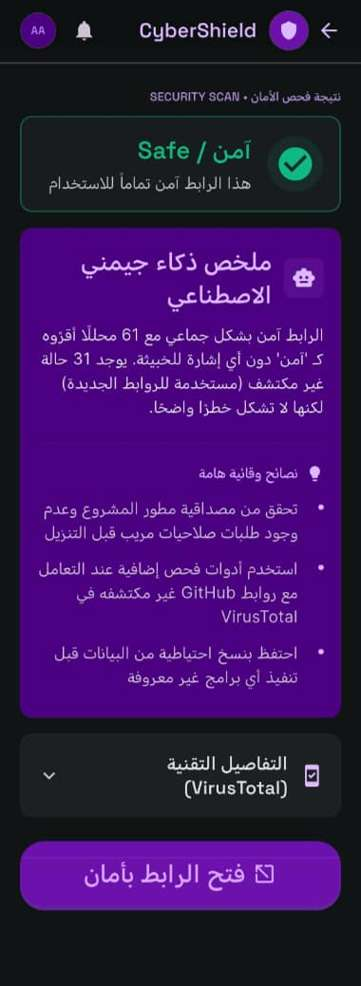 CyberShield
AA
نتيجة فحص الأمان • SECURITY SCAN
آمن / Safe
هذا الرابط آمن تماماً للاستخدام
ملخص ذكاء جيمني
الاصطناعي
الرابط آمن بشكل جماعي مع 61 محللًا أقرّوه
كـ 'آمن' دون أي إشارة للخبيثة. يوجد 31 حالة
غير مكتشف (مستخدمة للروابط الجديدة)
لكنها لا تشكل خطرًا واضحًا.
نصائح وقائية هامة
• تحقق من مصداقية مطور المشروع وعدم
وجود طلبات صلاحيات مريب قبل التنزيل
• استخدم أدوات فحص إضافية عند التعامل
مع روابط GitHub غير مكتشفه في
VirusTotal
• احتفظ بنسخ احتياطية من البيانات قبل
تنفيذ أي برامج غير معروفة
التفاصيل التقنية
(VirusTotal)
فتح الرابط بأمان